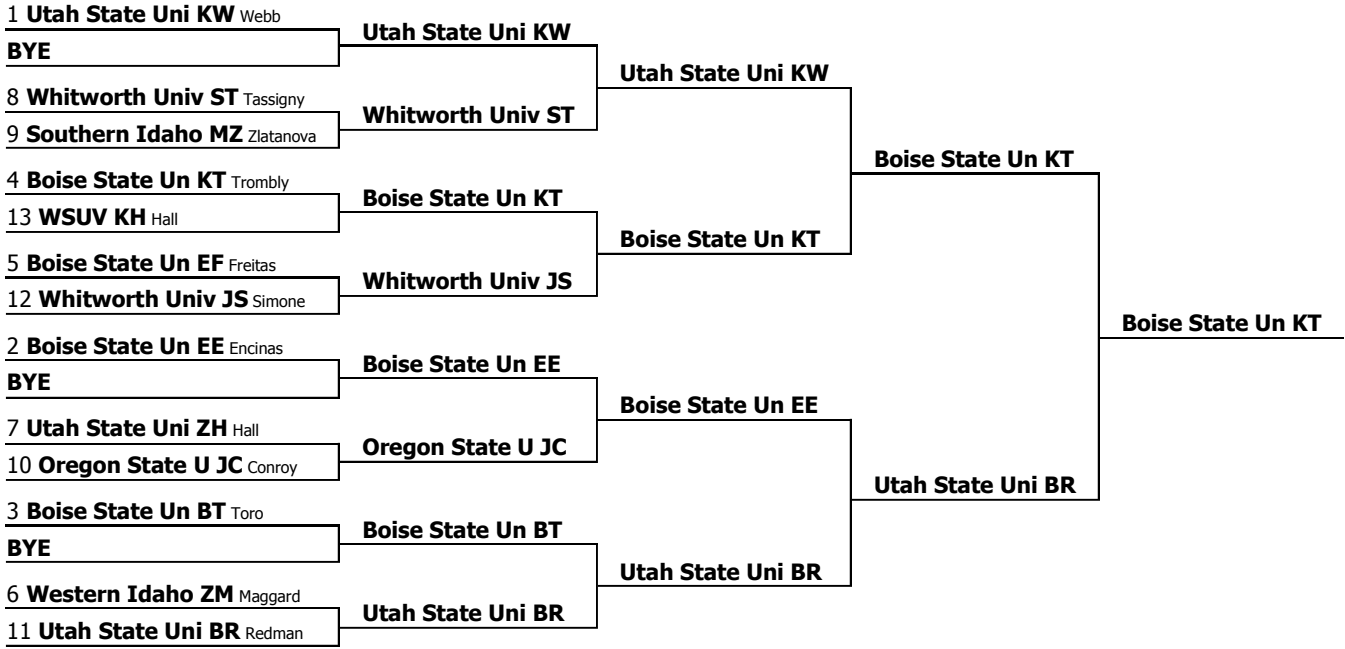 1 Utah State Uni KW Webb
BYE
8 Whitworth Univ ST Tassigny
9 Southern Idaho MZ Zlatanova
4 Boise State Un KT Trombly
13 WSUV KH Hall
5 Boise State Un EF Freitas
12 Whitworth Univ JS Simone
2 Boise State Un EE Encinas
BYE
7 Utah State Uni ZH Hall
10 Oregon State U JC Conroy
3 Boise State Un BT Toro
BYE
6 Western Idaho ZM Maggard
11 Utah State Uni BR Redman
Utah State Uni KW
Whitworth Univ ST
Boise State Un KT
Whitworth Univ JS
Boise State Un EE
Oregon State U JC
Boise State Un BT
Utah State Uni BR
Utah State Uni KW
Boise State Un KT
Boise State Un EE
Utah State Uni BR
Boise State Un KT
Utah State Uni BR
Boise State Un KT